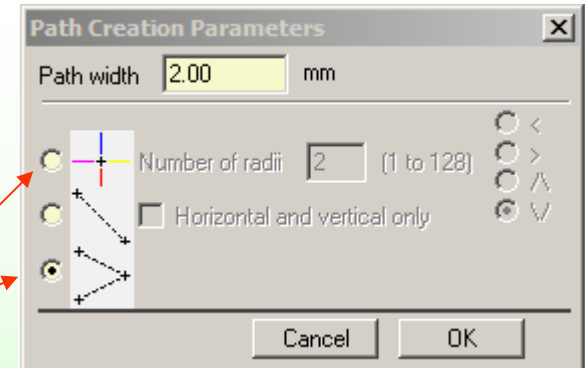 Path Creation Parameters
Path width 2.00 mm
<
Number of radii 2 (1 to 128) >
/\
Horizontal and vertical only \/
Cancel OK